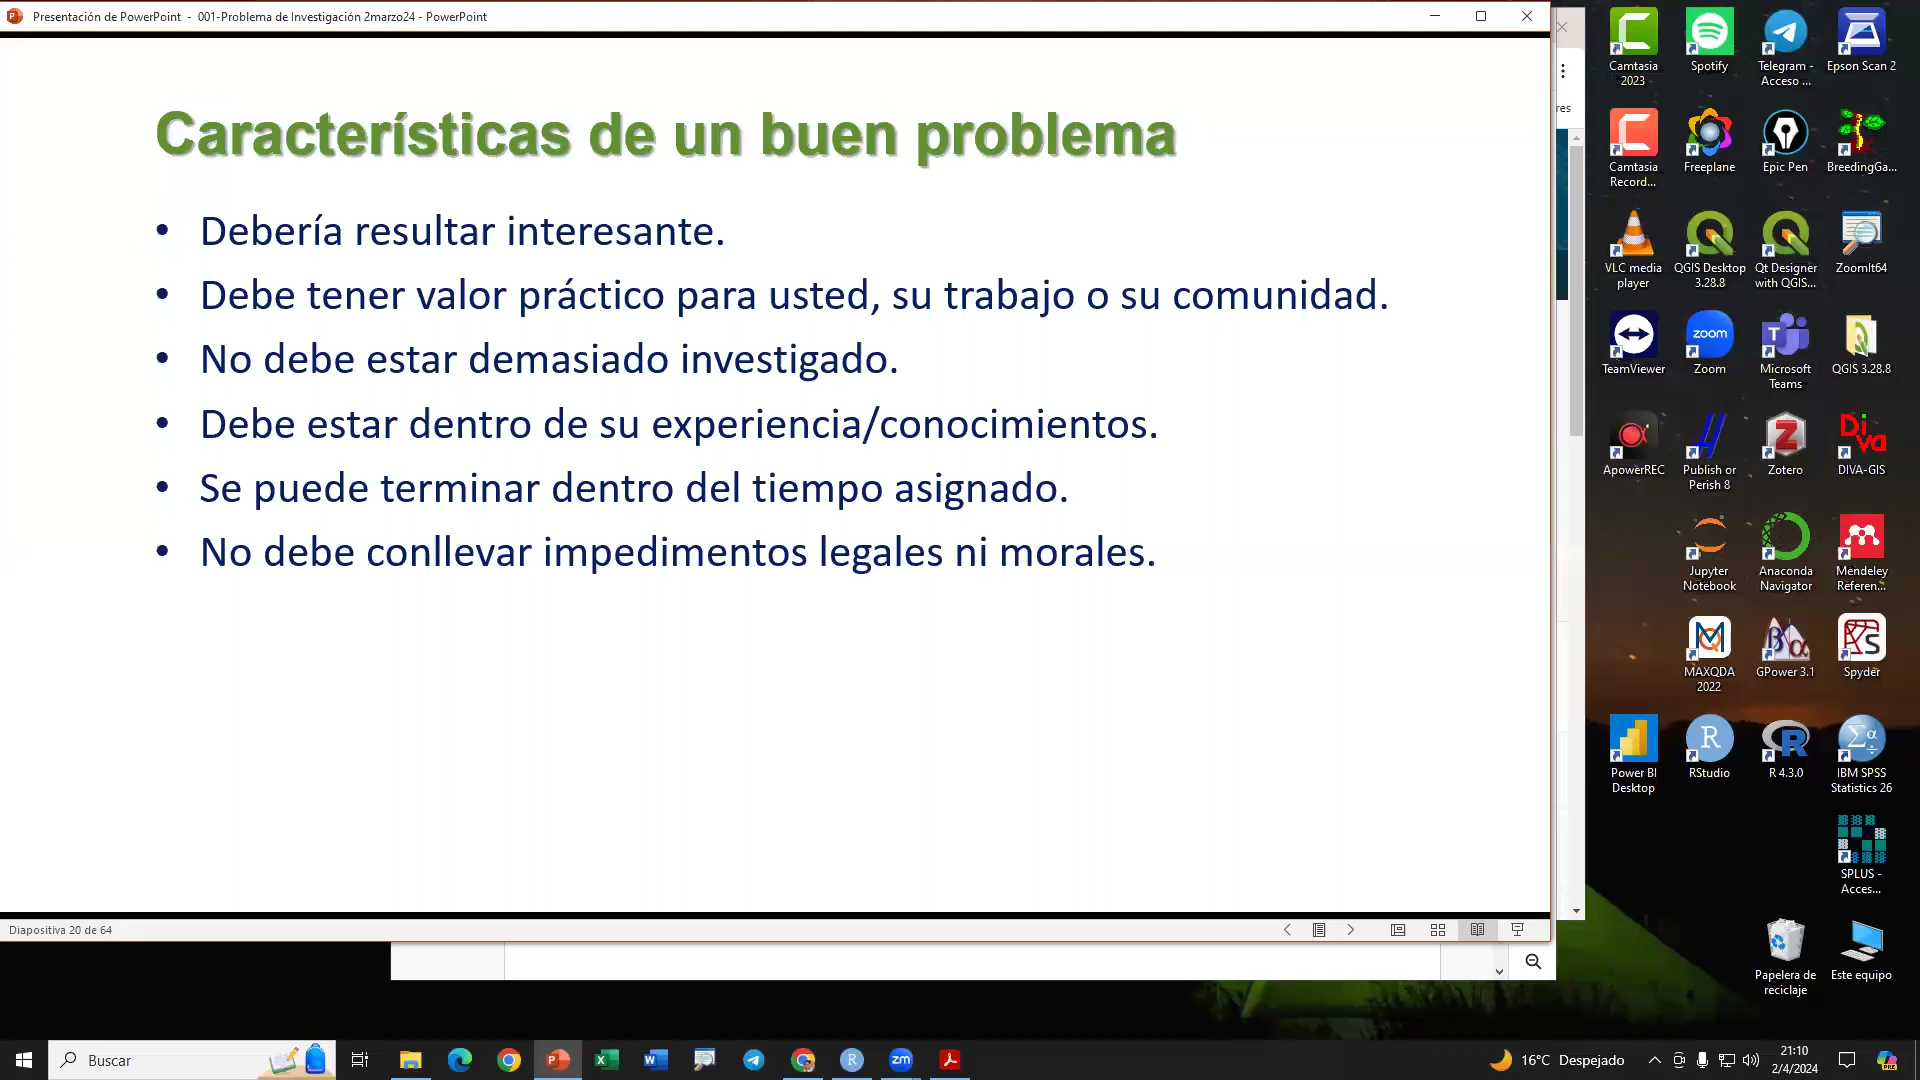 Presentación de PowerPoint - 001-Problema de Investigación 2marzo24 - PowerPoint
Características de un buen problema
• Debería resultar interesante.
• Debe tener valor práctico para usted, su trabajo o su comunidad.
• No debe estar demasiado investigado.
• Debe estar dentro de su experiencia/conocimientos.
• Se puede terminar dentro del tiempo asignado.
• No debe conllevar impedimentos legales ni morales.
Diapositiva 20 de 64
res
Camtasia
2023
Spotify
Telegram -
Acceso ...
Epson Scan 2
Camtasia
Record...
Freeplane
Epic Pen
BreedingGa...
VLC media
player
QGIS Desktop
3.28.8
Qt Designer
with QGIS...
ZoomIt64
TeamViewer
zoom
Zoom
Microsoft
Teams
QGIS 3.28.8
ApowerREC
Publish or
Perish 8
Zotero
Diva
DIVA-GIS
Jupyter
Notebook
Anaconda
Navigator
Mendeley
Referen...
MAXQDA
2022
GPower 3.1
Spyder
Power BI
Desktop
RStudio
R 4.3.0
IBM SPSS
Statistics 26
SPLUS -
Acces...
Papelera de
reciclaje
Este equipo
Buscar
zm
16°C Despejado
21:10
2/4/2024